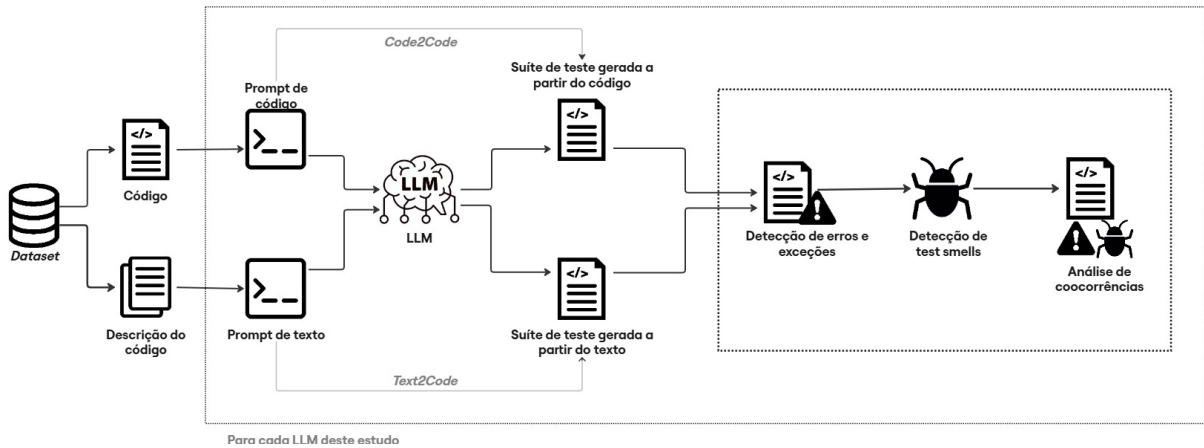 Code2Code
Suíte de teste gerada a
partir do código
Prompt de
código
</>
</>
Código
Dataset
LLM
LLM
</>
Detecção de erros e
exceções
Detecção de
test smells
</>
Análise de
coocorrências
Descrição do
código
Prompt de texto
</>
Suíte de teste gerada a
partir do texto
Text2Code
Para cada LLM deste estudo